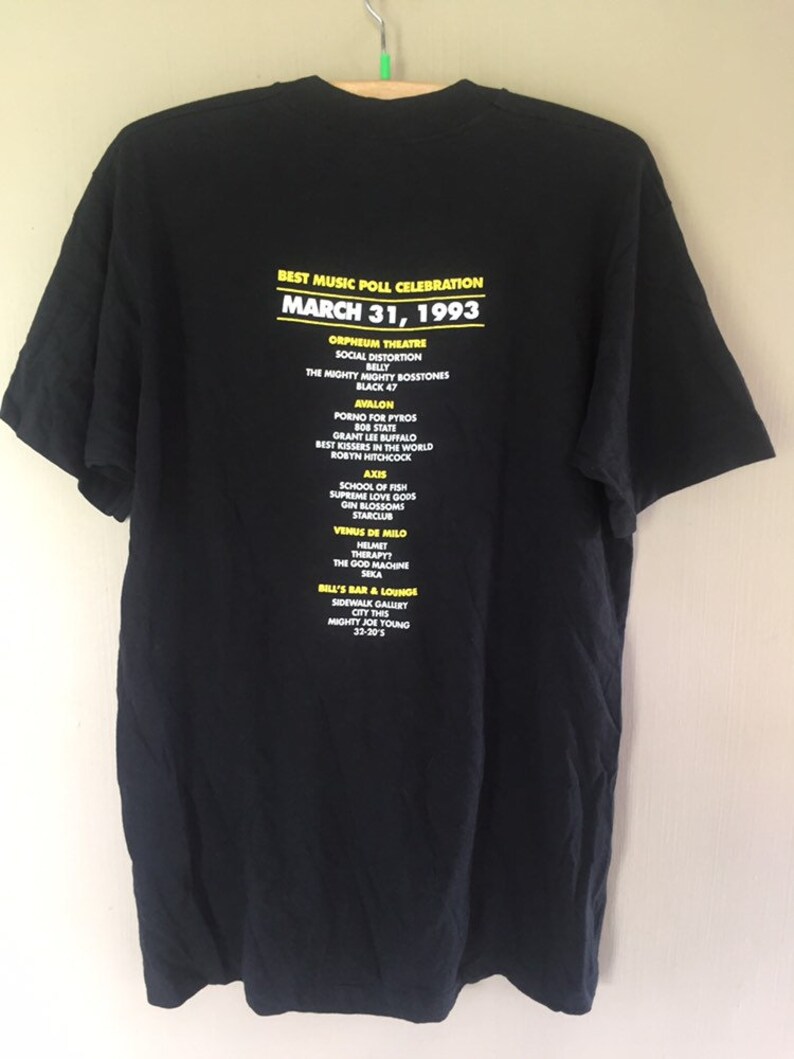 BEST MUSIC POLL CELEBRATION
MARCH 31, 1993
ORPHEUM THEATRE
SOCIAL DISTORTION
BELLY
THE MIGHTY MIGHTY BOSSTONES
BLACK 47
AVALON
PORNO FOR PYROS
808 STATE
GRANT LEE BUFFALO
BEST KISSERS IN THE WORLD
ROBYN HITCHCOCK
AXIS
SCHOOL OF FISH
SUPREME LOVE GODS
GIN BLOSSOMS
STARCLUB
VENUS DE MILO
HELMET
THERAPY?
THE GOD MACHINE
SEKA
BILL'S BAR & LOUNGE
SIDEWALK GALLERY
CITY THIS
MIGHTY JOE YOUNG
32-20'S